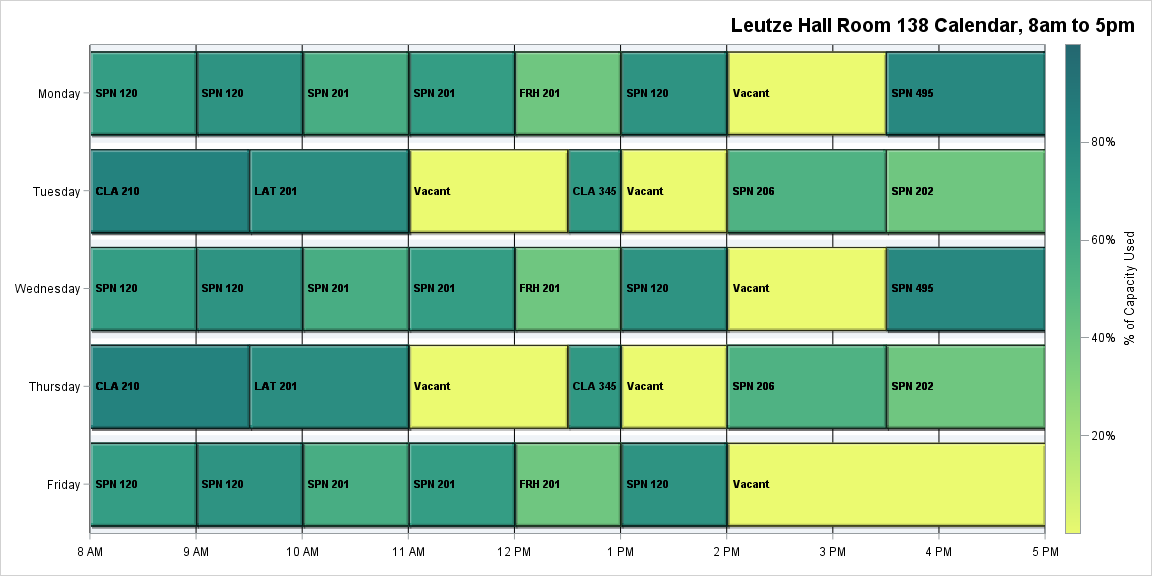 Leutze Hall Room 138 Calendar, 8am to 5pm
Monday
SPN 120
SPN 120
SPN 201
SPN 201
FRH 201
SPN 120
Vacant
SPN 495
Tuesday
CLA 210
LAT 201
Vacant
CLA 345
Vacant
SPN 206
SPN 202
Wednesday
SPN 120
SPN 120
SPN 201
SPN 201
FRH 201
SPN 120
Vacant
SPN 495
Thursday
CLA 210
LAT 201
Vacant
CLA 345
Vacant
SPN 206
SPN 202
Friday
SPN 120
SPN 120
SPN 201
SPN 201
FRH 201
SPN 120
Vacant
8 AM
9 AM
10 AM
11 AM
12 PM
1 PM
2 PM
3 PM
4 PM
5 PM
80%
60%
40%
20%
% of Capacity Used